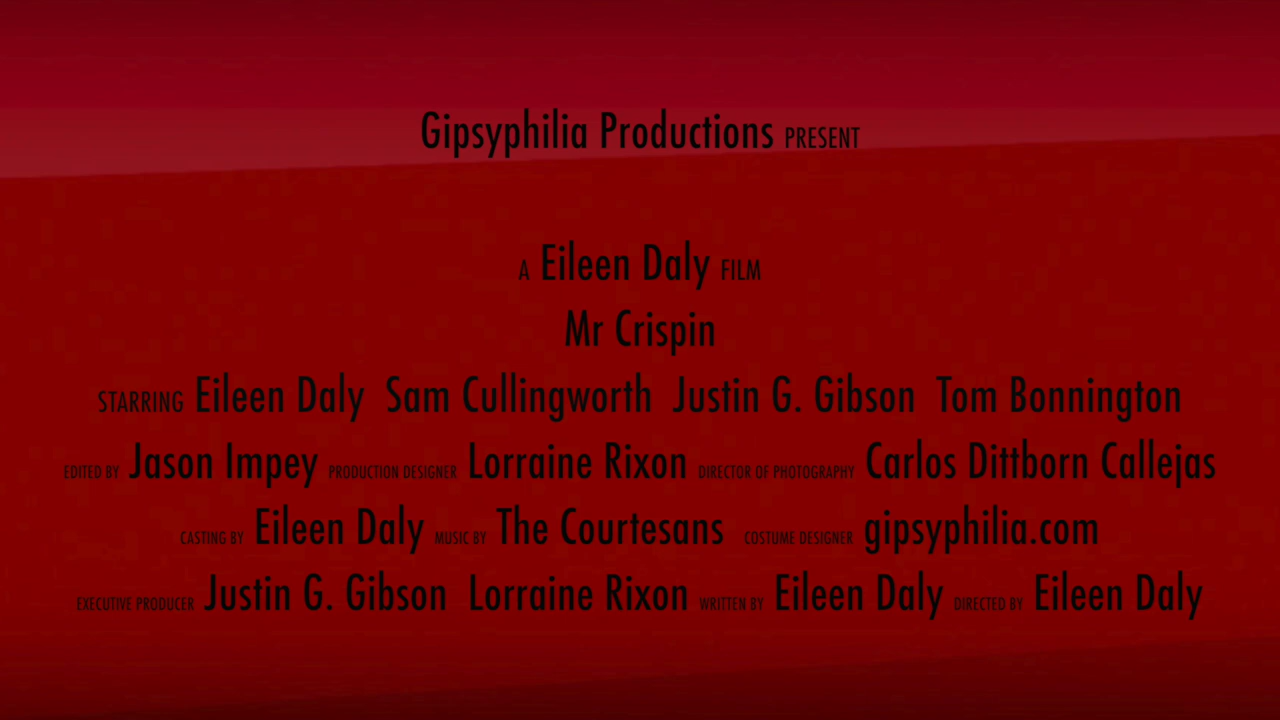 Gipsyphilia Productions PRESENT
A Eileen Daly FILM
Mr Crispin
STARRING Eileen Daly Sam Cullingworth Justin G. Gibson Tom Bonnington
EDITED BY Jason Impey PRODUCTION DESIGNER Lorraine Rixon DIRECTOR OF PHOTOGRAPHY Carlos Dittborn Callejas
CASTING BY Eileen Daly MUSIC BY The Courtesans COSTUME DESIGNER gipsyphilia.com
EXECUTIVE PRODUCER Justin G. Gibson Lorraine Rixon WRITTEN BY Eileen Daly DIRECTED BY Eileen Daly